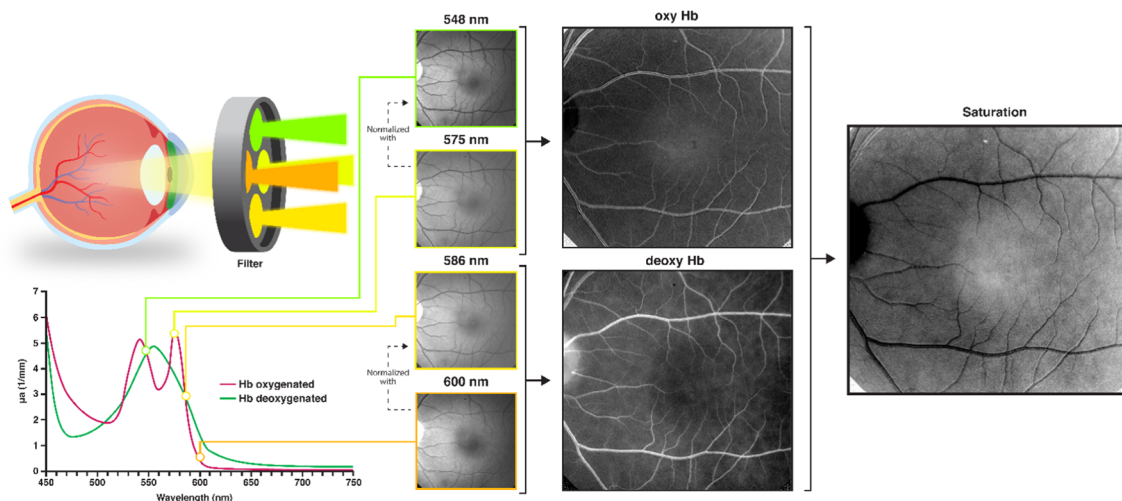 548 nm
oxy Hb
Normalized
with
575 nm
Saturation
Filter
586 nm
deoxy Hb
Normalized
with
600 nm
7
6
5
4
3
2
1
0
μa (1/mm)
Hb oxygenated
Hb deoxygenated
450 500 550 600 650 700 750
Wavelength (nm)